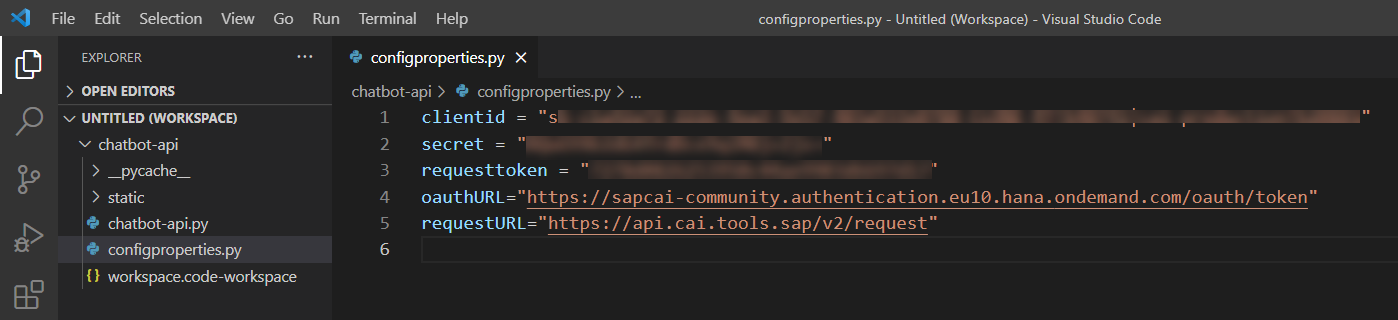 File Edit Selection View Go Run Terminal Help configproperties.py - Untitled (Workspace) - Visual Studio Code
EXPLORER ···
configproperties.py
OPEN EDITORS
UNTITLED (WORKSPACE)
chatbot-api
__pycache__
static
chatbot-api.py
configproperties.py
{} workspace.code-workspace
chatbot-api > configproperties.py > ...
1 clientid = "s "
2 secret = " "
3 requesttoken = " "
4 oauthURL="https://sapcai-community.authentication.eu10.hana.ondemand.com/oauth/token"
5 requestURL="https://api.cai.tools.sap/v2/request"
6